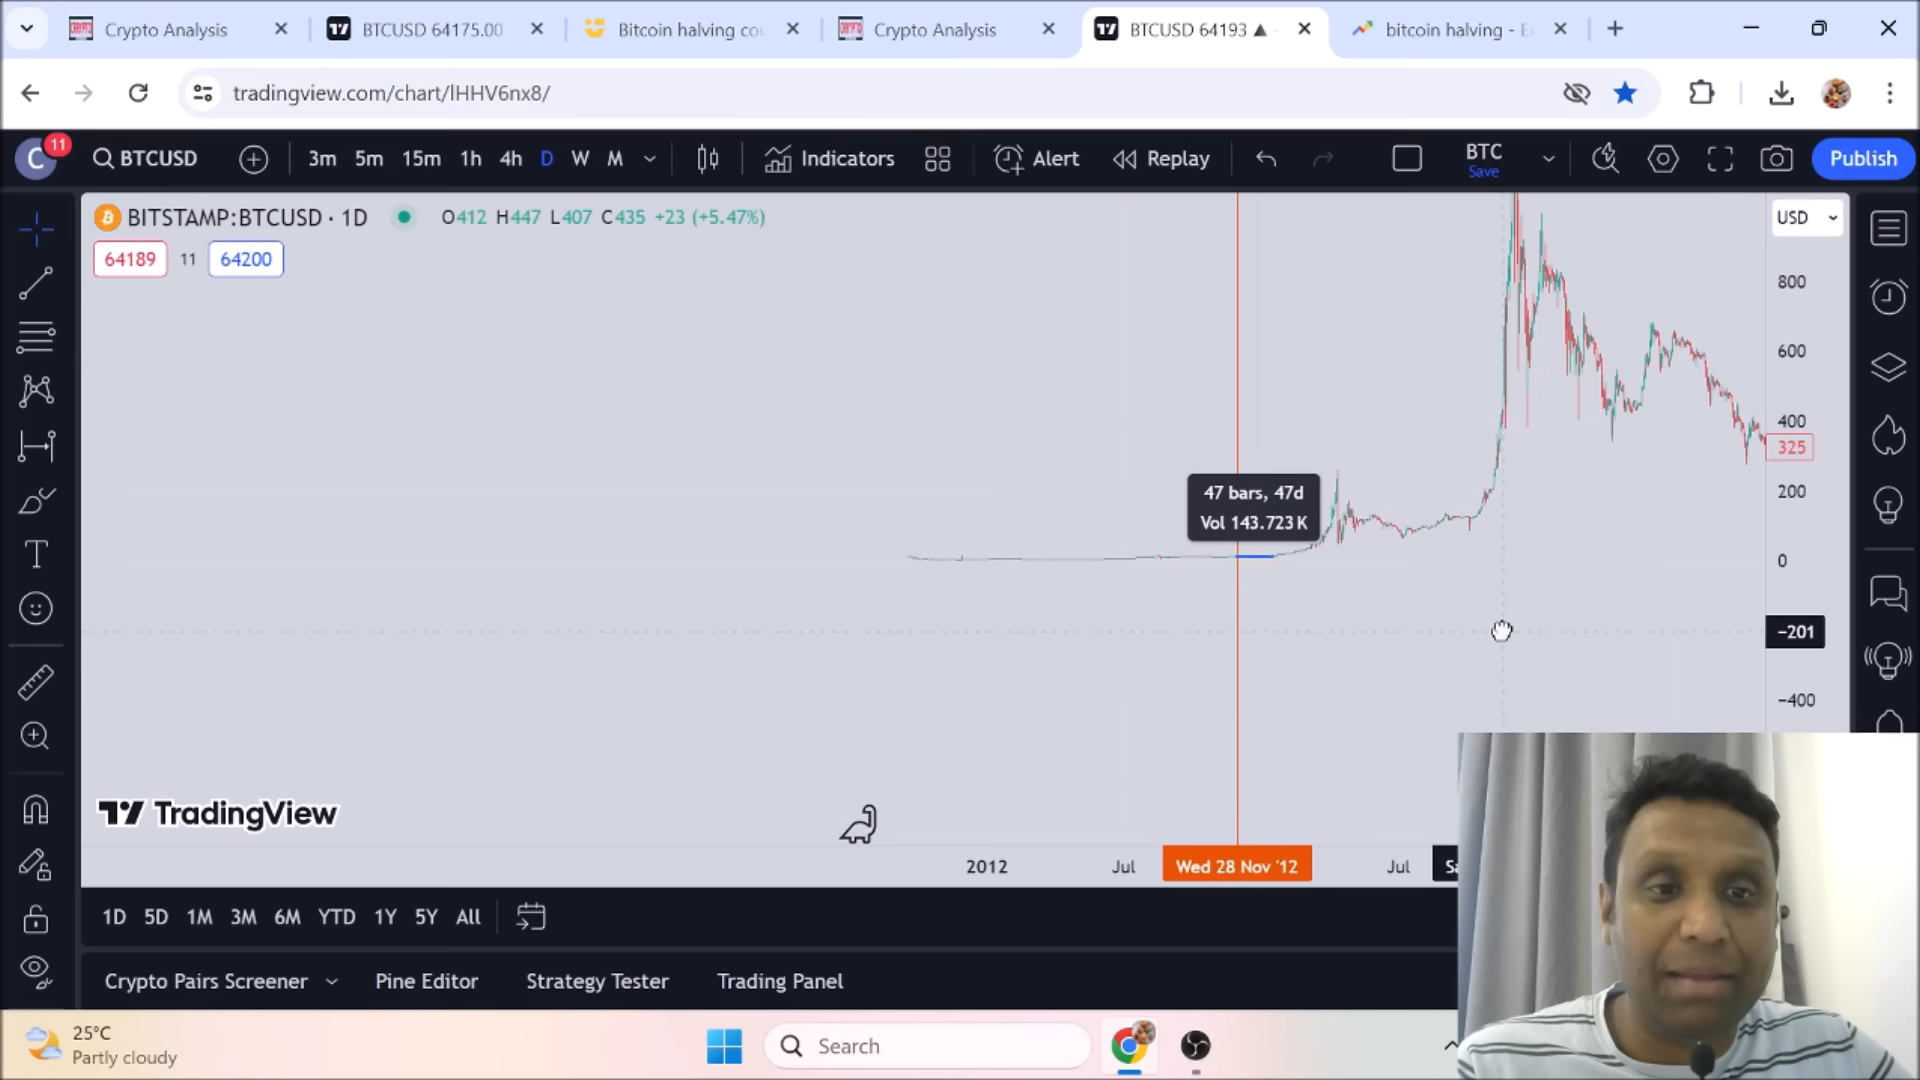 Crypto Analysis
BTCUSD 64175.00
Bitcoin halving cou
Crypto Analysis
BTCUSD 64193 ▲
bitcoin halving - E
tradingview.com/chart/lHHV6nx8/
C 11
BTCUSD
3m 5m 15m 1h 4h D W M
Indicators
Alert
Replay
BTC
Save
Publish
BITSTAMP:BTCUSD · 1D
O412 H447 L407 C435 +23 (+5.47%)
USD
64189 11 64200
800
600
400
325
200
0
-201
-400
47 bars, 47d
Vol 143.723 K
TradingView
2012
Jul
Wed 28 Nov '12
Jul
Sa
1D 5D 1M 3M 6M YTD 1Y 5Y All
Crypto Pairs Screener
Pine Editor
Strategy Tester
Trading Panel
25°C
Partly cloudy
Search